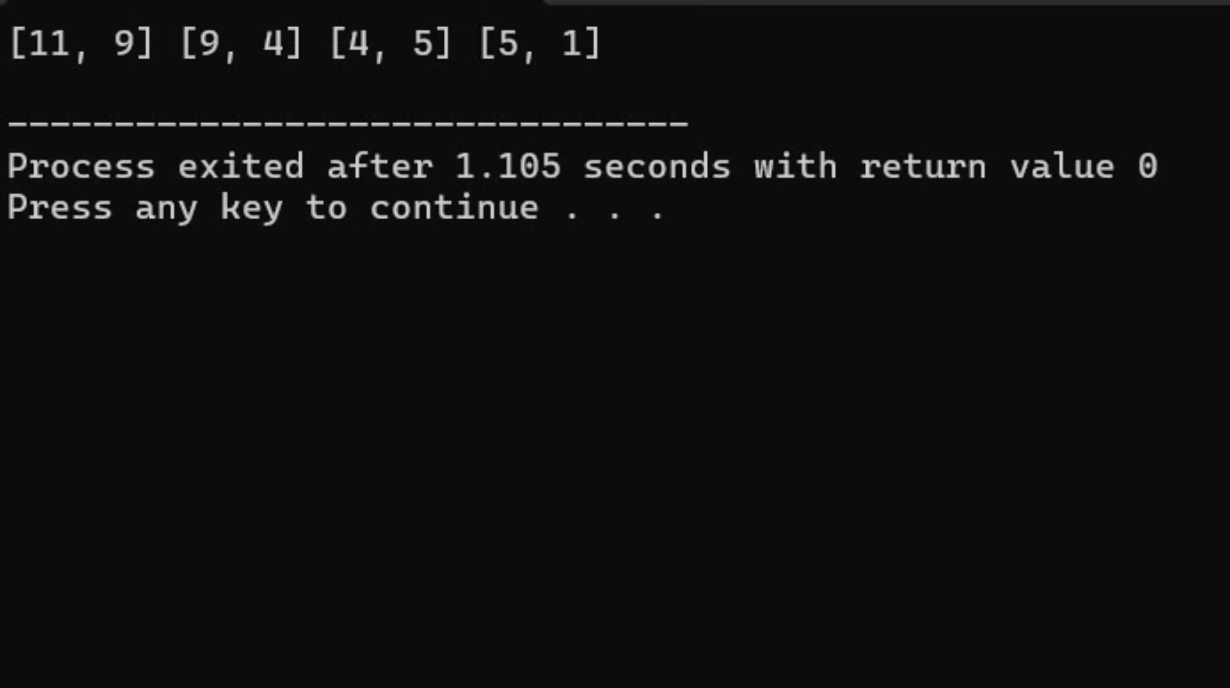 [11, 9] [9, 4] [4, 5] [5, 1]
--------------------------------
Process exited after 1.105 seconds with return value 0
Press any key to continue . . .